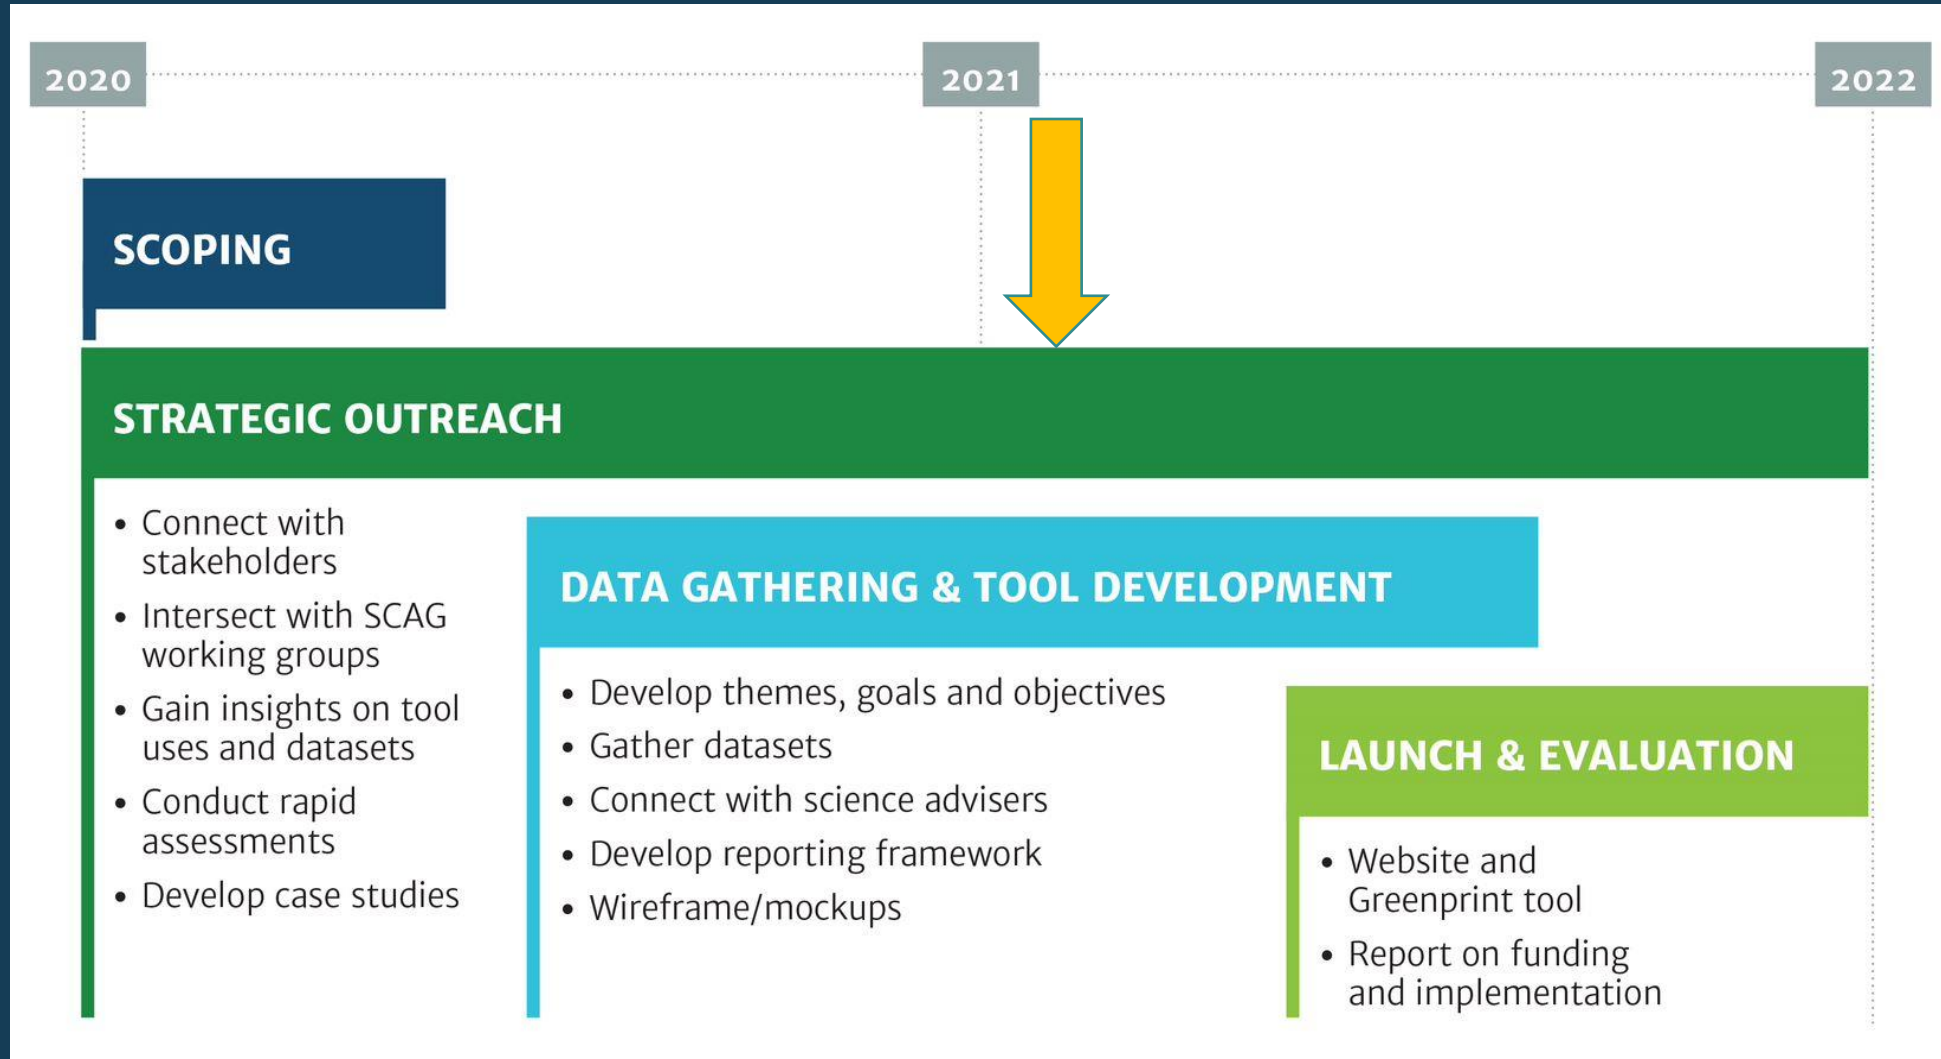 2020
2021
2022
SCOPING
STRATEGIC OUTREACH
• Connect with
stakeholders
• Intersect with SCAG
working groups
• Gain insights on tool
uses and datasets
• Conduct rapid
assessments
• Develop case studies
DATA GATHERING & TOOL DEVELOPMENT
• Develop themes, goals and objectives
• Gather datasets
• Connect with science advisers
• Develop reporting framework
• Wireframe/mockups
LAUNCH & EVALUATION
• Website and
Greenprint tool
• Report on funding
and implementation